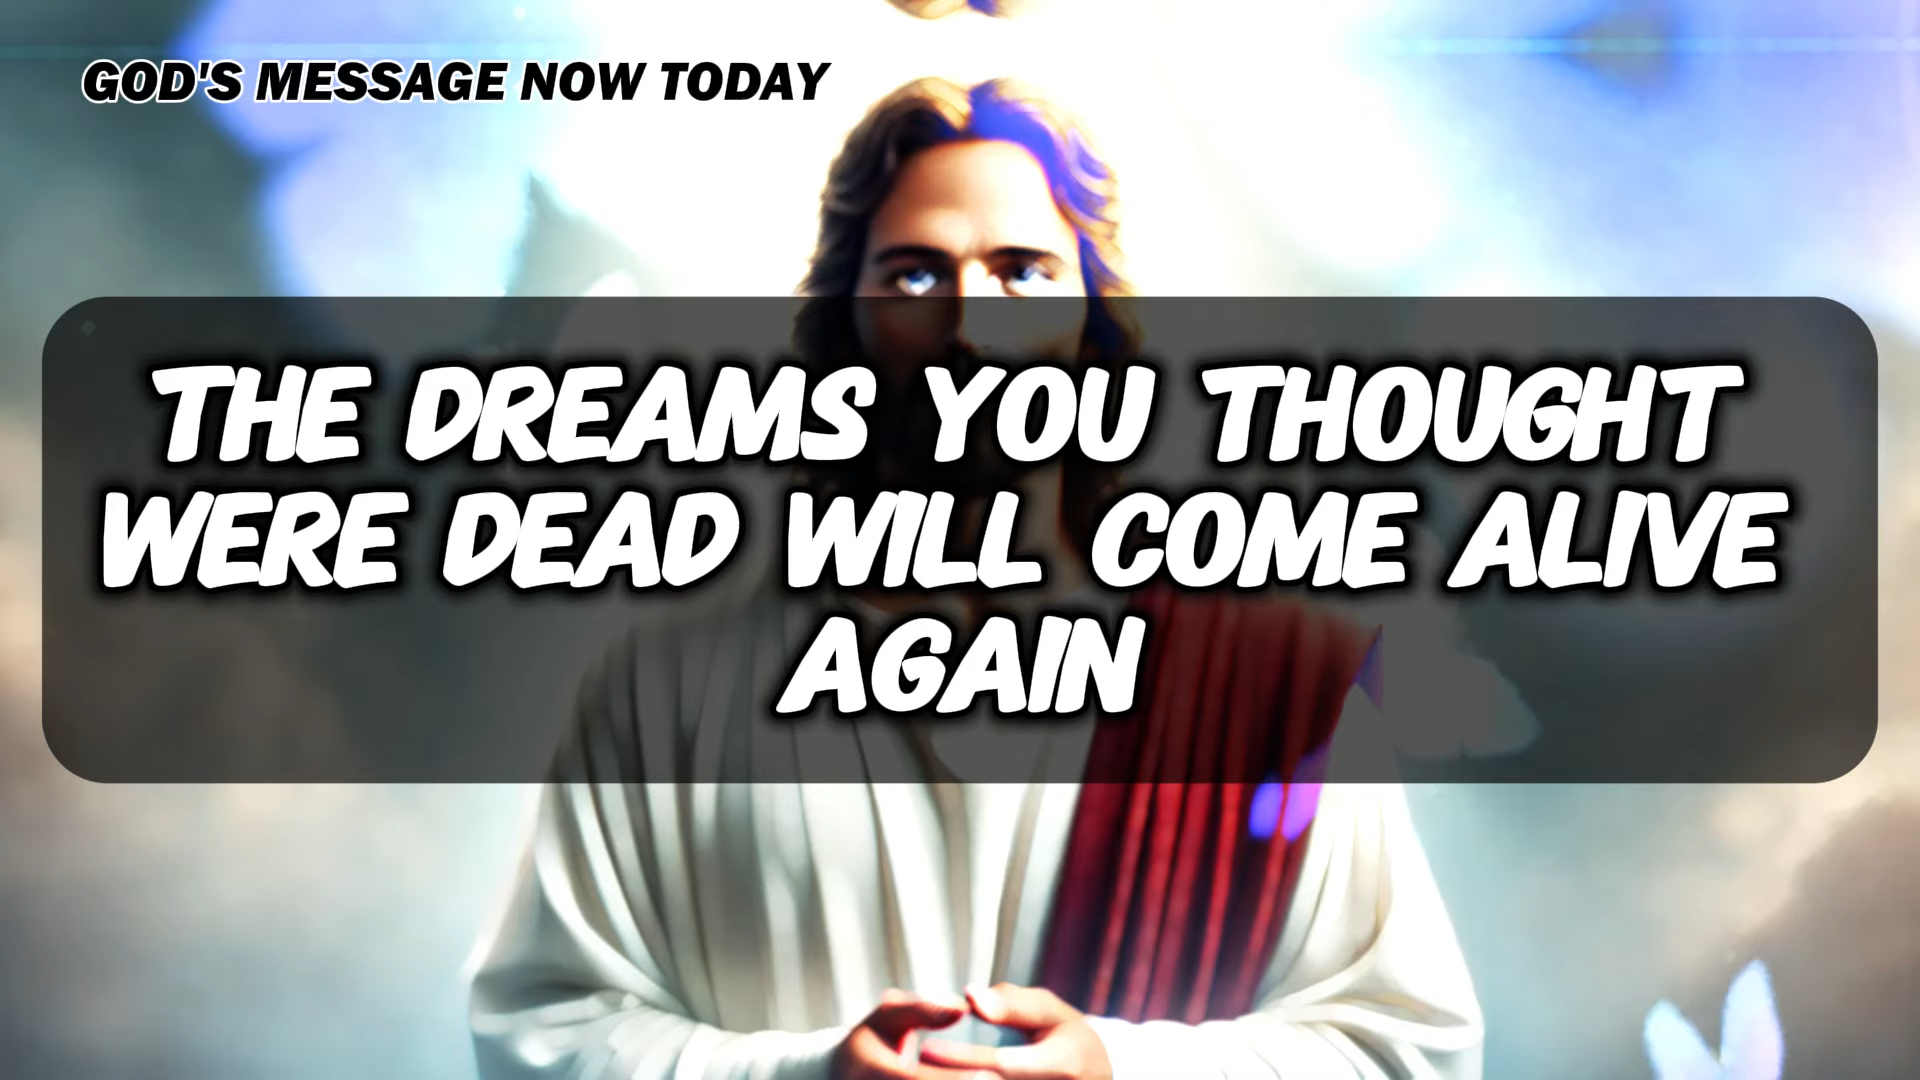 GOD'S MESSAGE NOW TODAY
THE DREAMS YOU THOUGHT
WERE DEAD WILL COME ALIVE
AGAIN